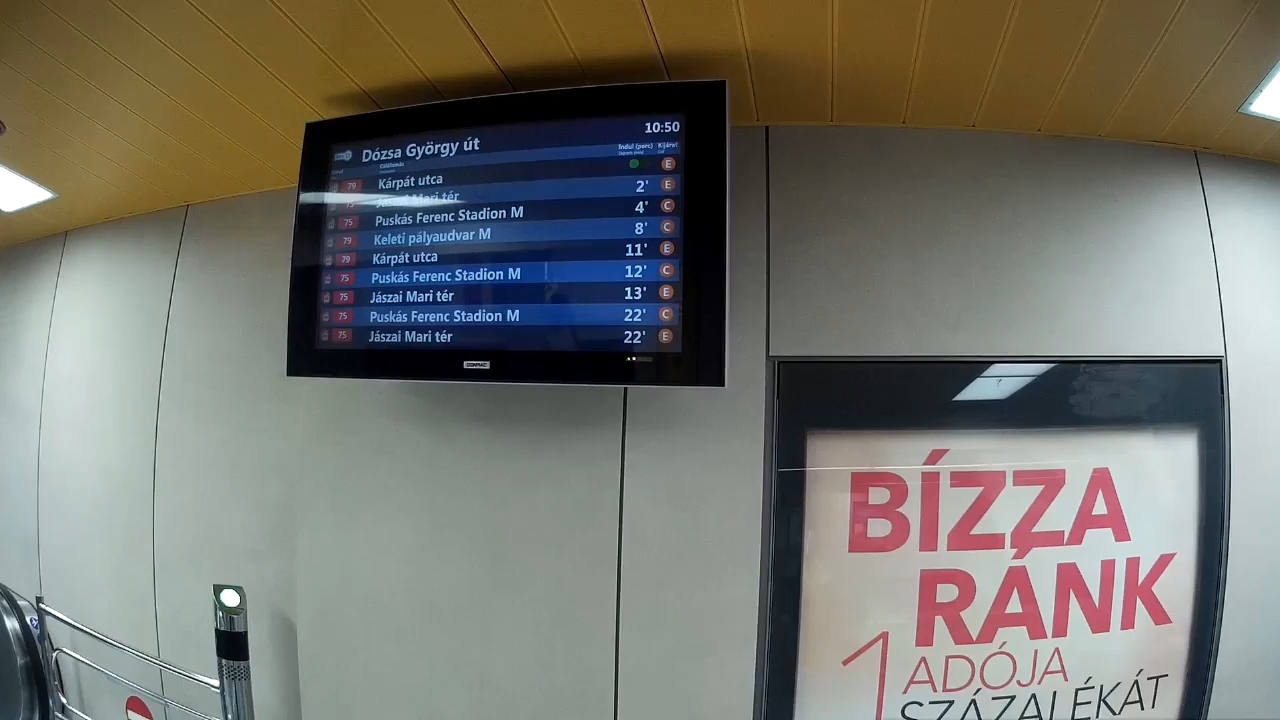 10:50
Dózsa György út
Indul (perc) Kijárat
79 Kárpát utca E
75 Jászai Mari tér 2' E
75 Puskás Ferenc Stadion M 4' C
79 Keleti pályaudvar M 8' C
79 Kárpát utca 11' E
75 Puskás Ferenc Stadion M 12' C
75 Jászai Mari tér 13' E
75 Puskás Ferenc Stadion M 22' C
75 Jászai Mari tér 22' E
BÍZZA
RÁNK
1 ADÓJA
SZÁZALÉKÁT